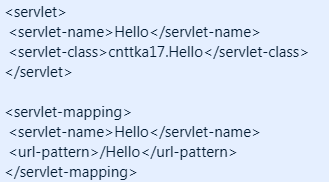 <servlet>
<servlet-name>Hello</servlet-name>
<servlet-class>cnttka17.Hello</servlet-class>
</servlet>
<servlet-mapping>
<servlet-name>Hello</servlet-name>
<url-pattern>/Hello</url-pattern>
</servlet-mapping>